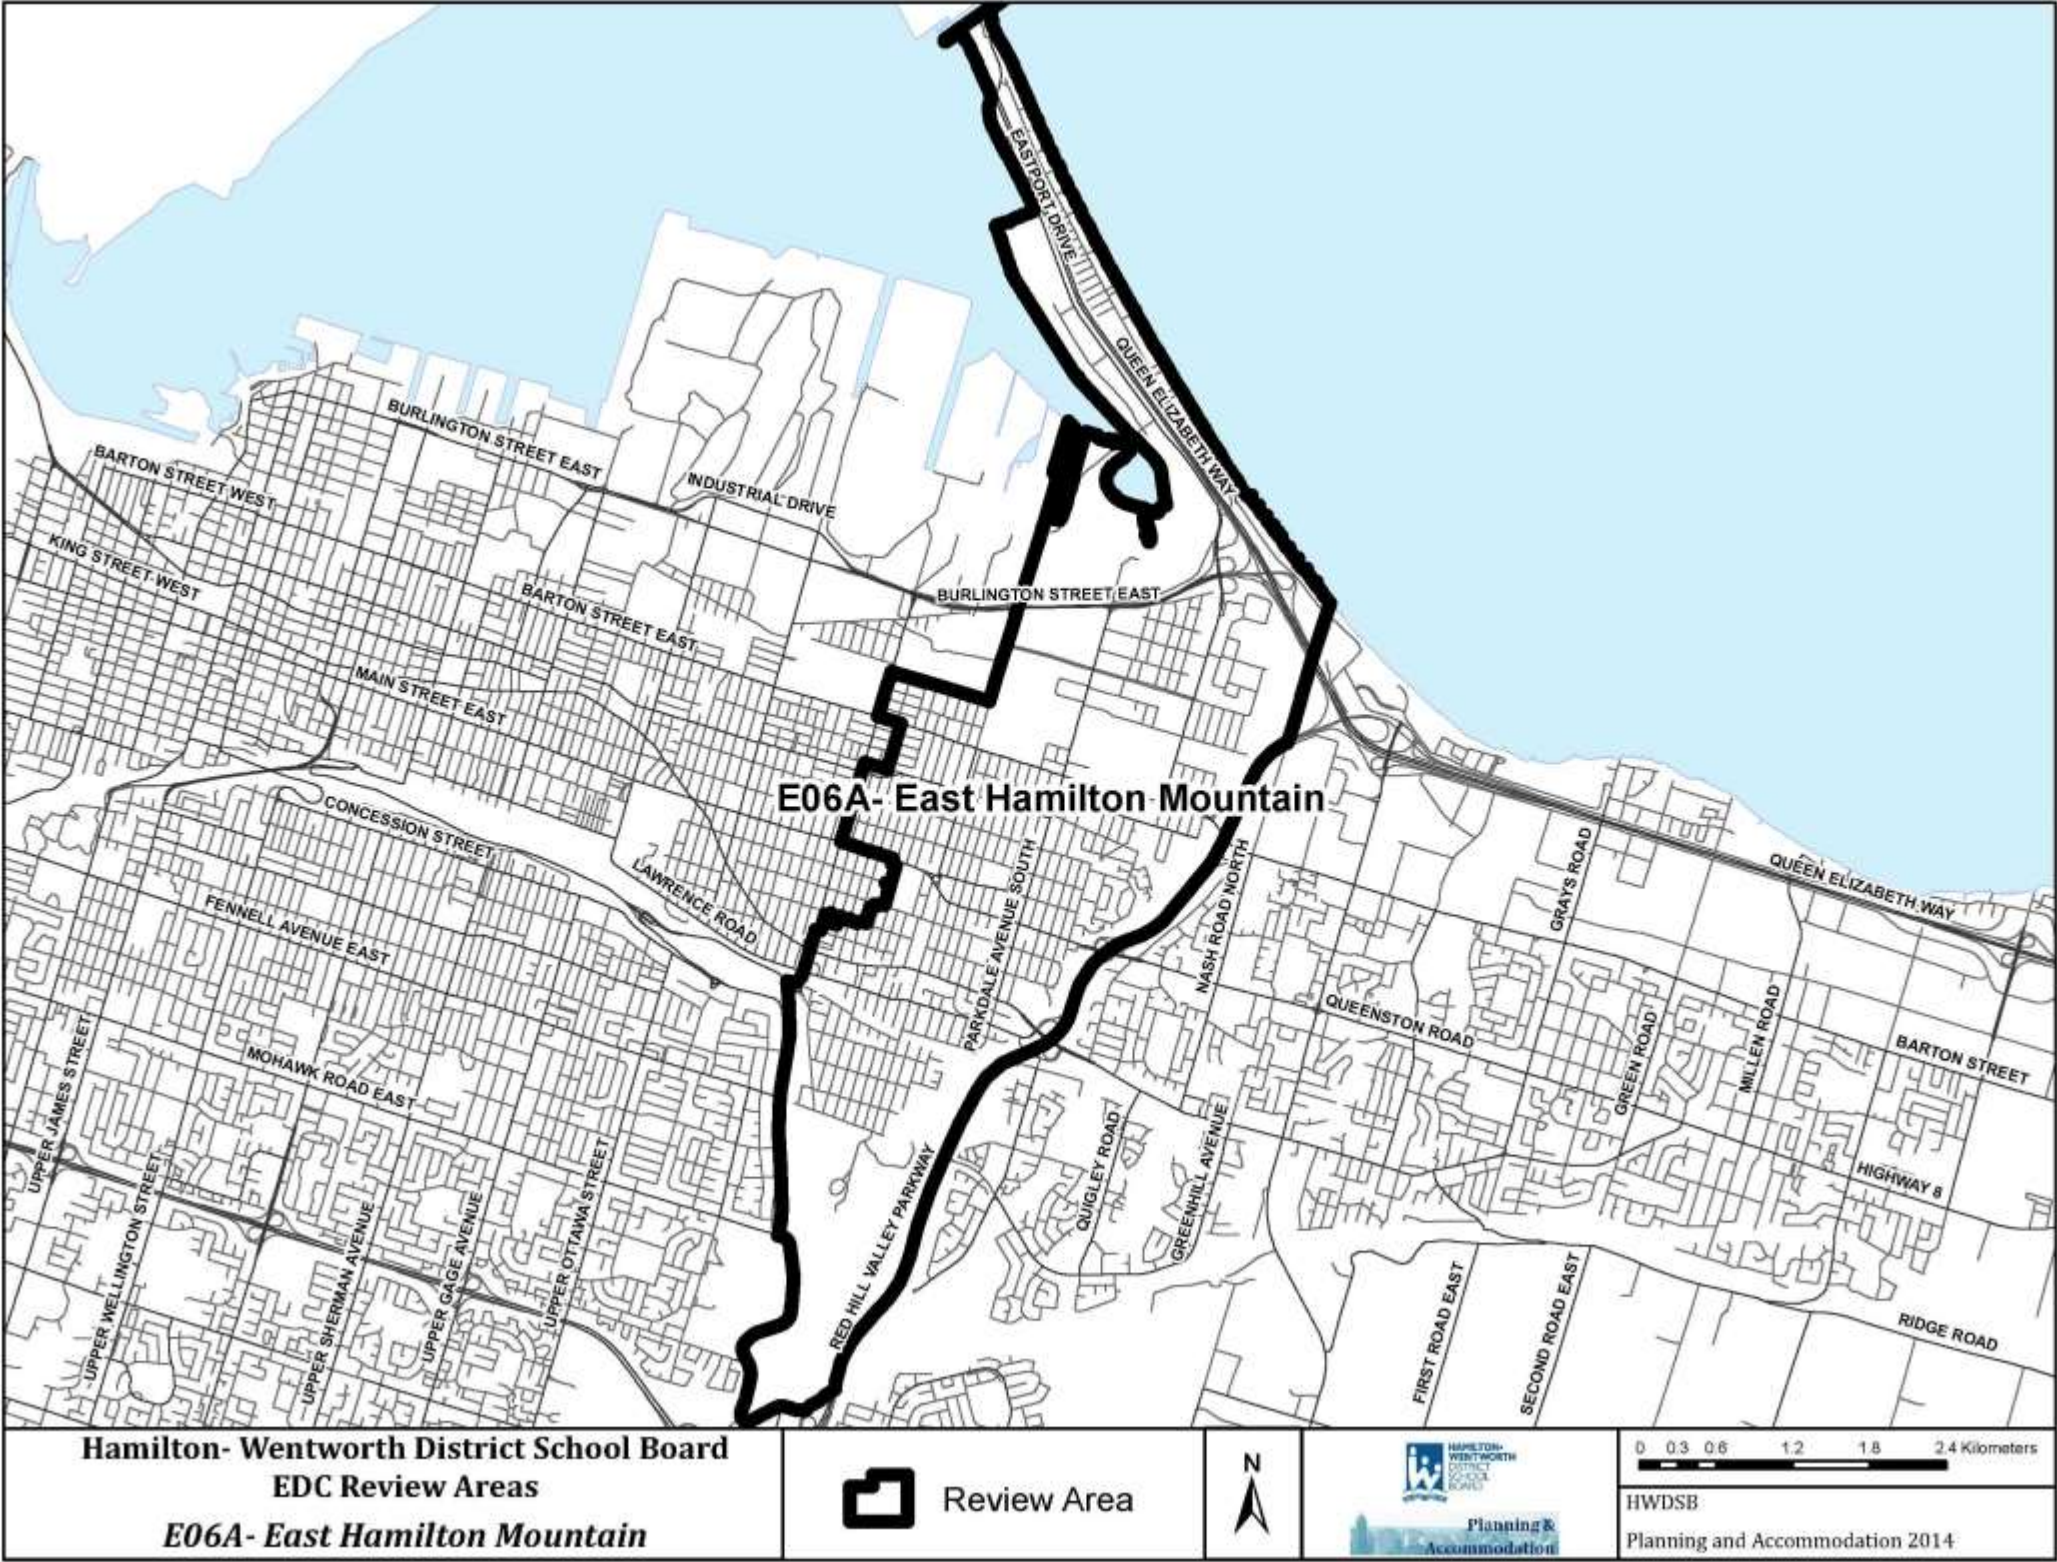 EASTPORT DRIVE
QUEEN ELIZABETH WAY
BURLINGTON STREET EAST
BARTON STREET WEST
INDUSTRIAL DRIVE
KING STREET WEST
BARTON STREET EAST
BURLINGTON STREET EAST
MAIN STREET EAST
E06A- East Hamilton Mountain
CONCESSION STREET
LAWRENCE ROAD
PARKDALE AVENUE SOUTH
NASH ROAD NORTH
GRAYS ROAD
QUEEN ELIZABETH WAY
FENNELL AVENUE EAST
QUEENSTON ROAD
GREEN ROAD
MILLEN ROAD
BARTON STREET
MOHAWK ROAD EAST
UPPER JAMES STREET
UPPER WELLINGTON STREET
UPPER SHERMAN AVENUE
UPPER GAGE AVENUE
UPPER OTTAWA STREET
RED HILL VALLEY PARKWAY
QUIGLEY ROAD
GREENHILL AVENUE
HIGHWAY 8
FIRST ROAD EAST
SECOND ROAD EAST
RIDGE ROAD
Hamilton- Wentworth District School Board
EDC Review Areas
E06A- East Hamilton Mountain
Review Area
N
HAMILTON-
WENTWORTH
DISTRICT
SCHOOL
BOARD
Planning &
Accommodation
0 0.3 0.6 1.2 1.8 2.4 Kilometers
HWDSB
Planning and Accommodation 2014